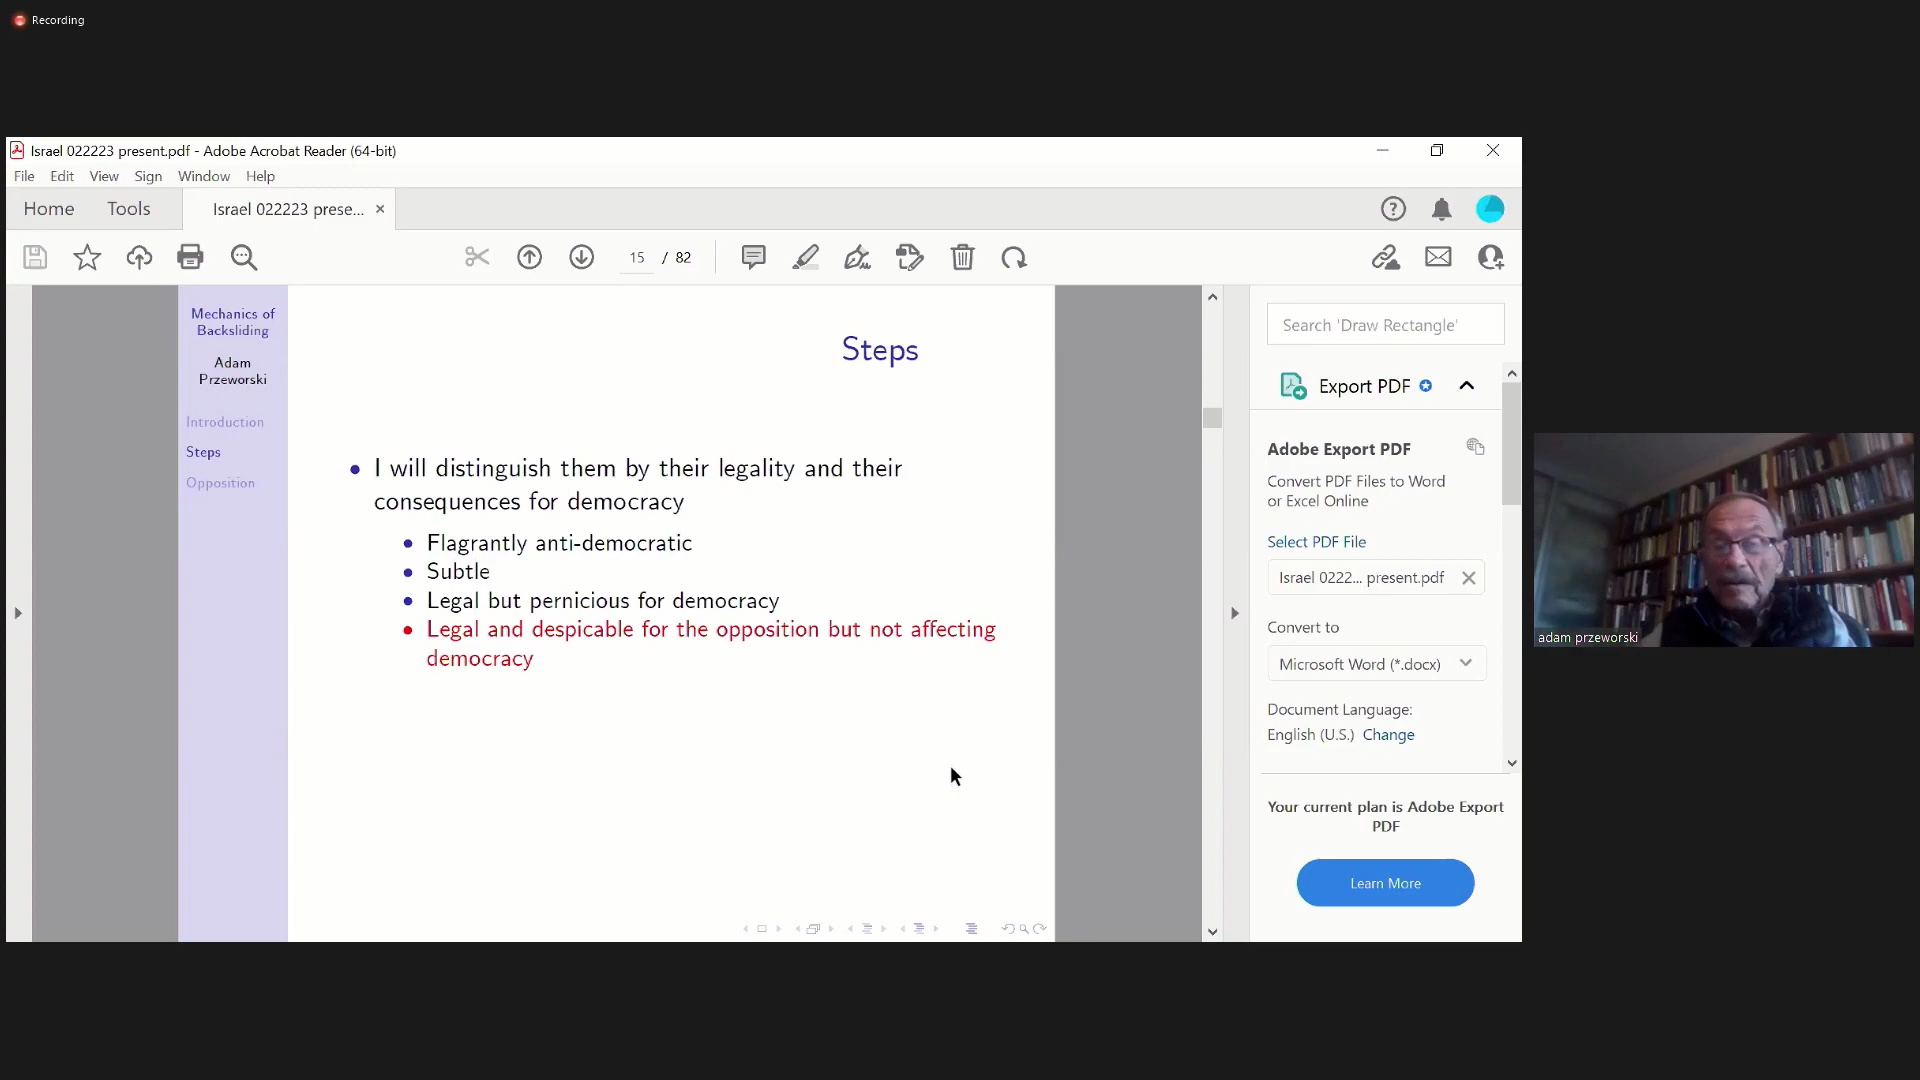 Recording
Israel 022223 present.pdf - Adobe Acrobat Reader (64-bit)
File Edit View Sign Window Help
Home Tools Israel 022223 prese... ×
15 / 82
Mechanics of
Backsliding
Adam
Przeworski
Introduction
Steps
Opposition
Steps
• I will distinguish them by their legality and their
consequences for democracy
• Flagrantly anti-democratic
• Subtle
• Legal but pernicious for democracy
• Legal and despicable for the opposition but not affecting
democracy
Search 'Draw Rectangle'
Export PDF
Adobe Export PDF
Convert PDF Files to Word
or Excel Online
Select PDF File
Israel 0222... present.pdf
Convert to
Microsoft Word (*.docx)
Document Language:
English (U.S.) Change
Your current plan is Adobe Export
PDF
Learn More
adam przeworski